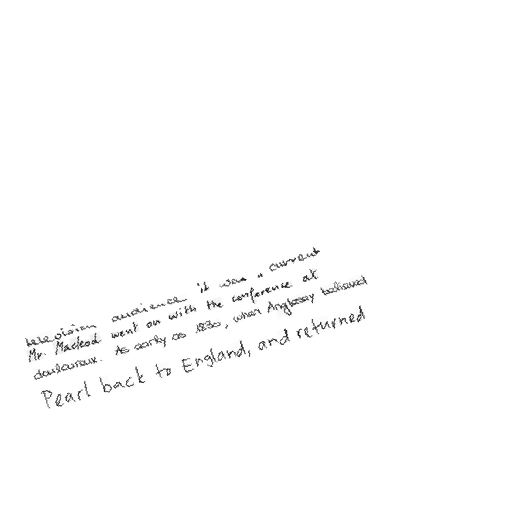 television audience it was a current
Mr. Macleod went on with the conference at
douloureux. As early as 1830, when Anglesey believed
Pearl back to England, and returned